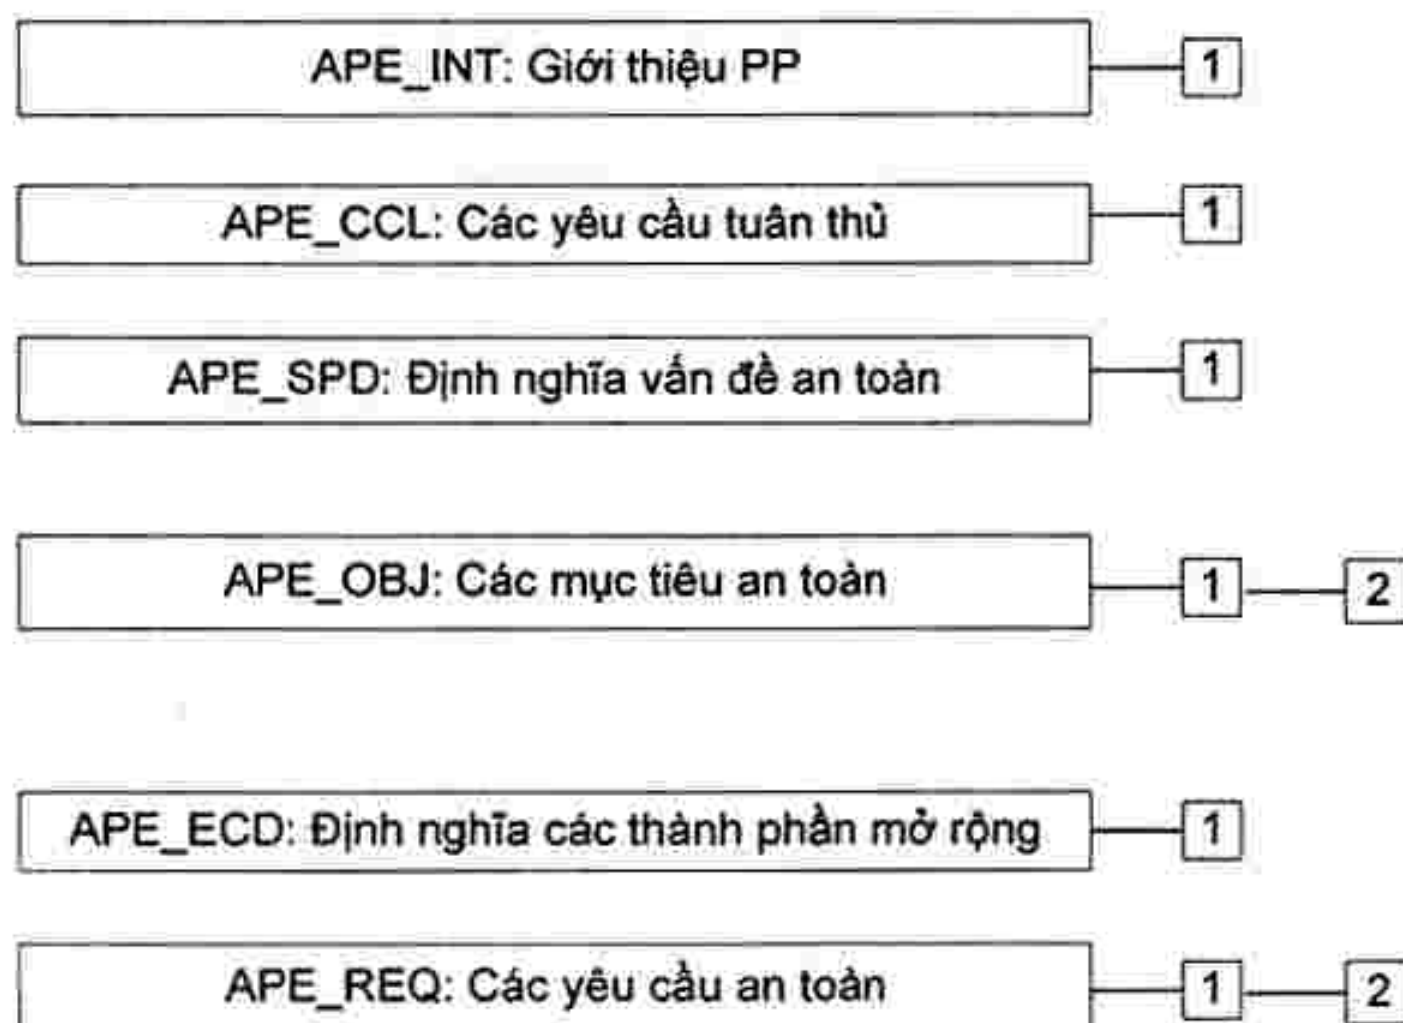 APE_INT: Giới thiệu PP 1
APE_CCL: Các yêu cầu tuân thủ 1
APE_SPD: Định nghĩa vấn đề an toàn 1
APE_OBJ: Các mục tiêu an toàn 1 2
APE_ECD: Định nghĩa các thành phần mở rộng 1
APE_REQ: Các yêu cầu an toàn 1 2